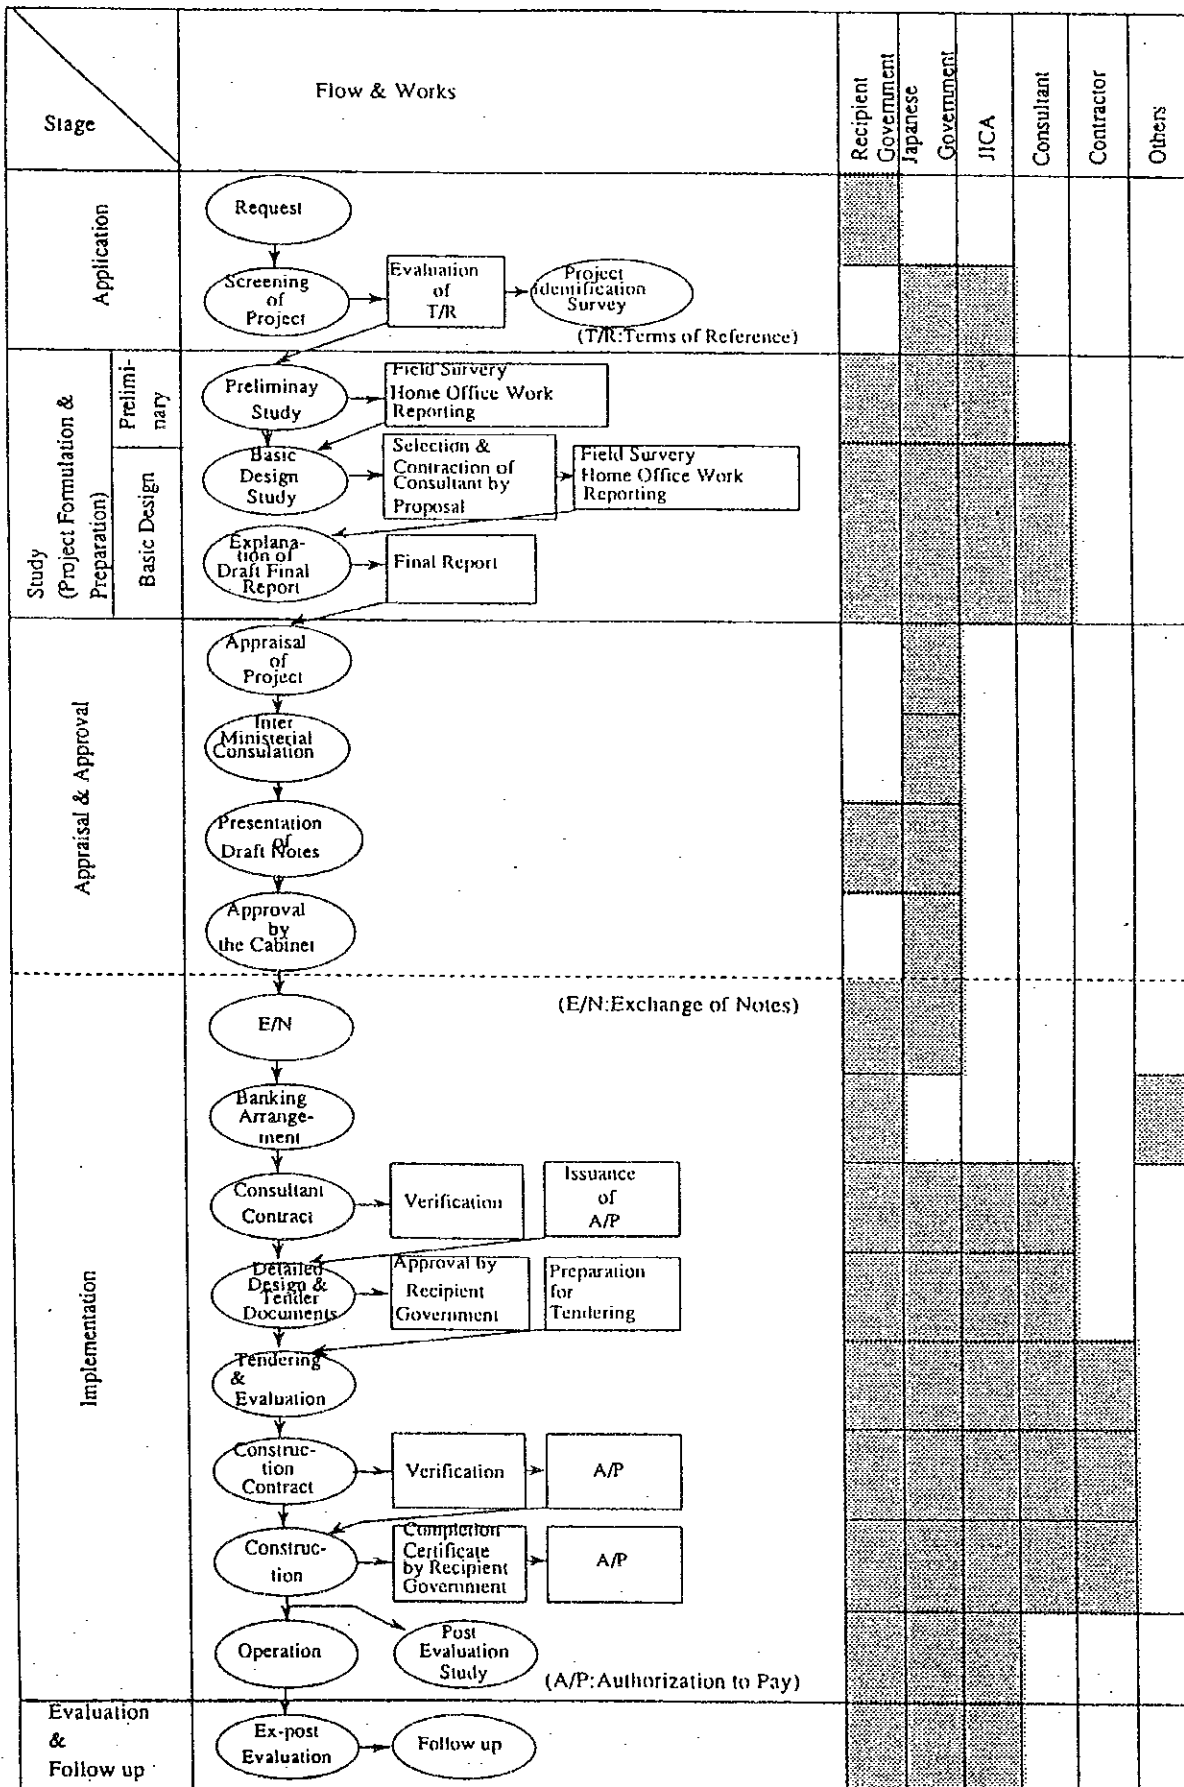 Stage
Flow & Works
Recipient
Government
Japanese
Government
JICA
Consultant
Contractor
Others
Application
Request
Screening
of
Project
Evaluation
of
T/R
Project
Identification
Survey
(T/R:Terms of Reference)
Study
(Project Formulation &
Preparation)
Prelimi-
nary
Preliminay
Study
Field Survery
Home Office Work
Reporting
Basic Design
Basic
Design
Study
Selection &
Contraction of
Consultant by
Proposal
Field Survery
Home Office Work
Reporting
Explana-
tion of
Draft Final
Report
Final Report
Appraisal & Approval
Appraisal
of
Project
Inter
Ministerial
Consulation
Presentation
of
Draft Notes
Approval
by
the Cabinet
Implementation
E/N
(E/N:Exchange of Notes)
Banking
Arrange-
ment
Consultant
Contract
Verification
Issuance
of
A/P
Detailed
Design &
Tender
Documents
Approval by
Recipient
Government
Preparation
for
Tendering
Tendering
&
Evaluation
Construc-
tion
Contract
Verification
A/P
Construc-
tion
Completion
Certificate
by Recipient
Government
A/P
Operation
Post
Evaluation
Study
(A/P:Authorization to Pay)
Evaluation
&
Follow up
Ex-post
Evaluation
Follow up